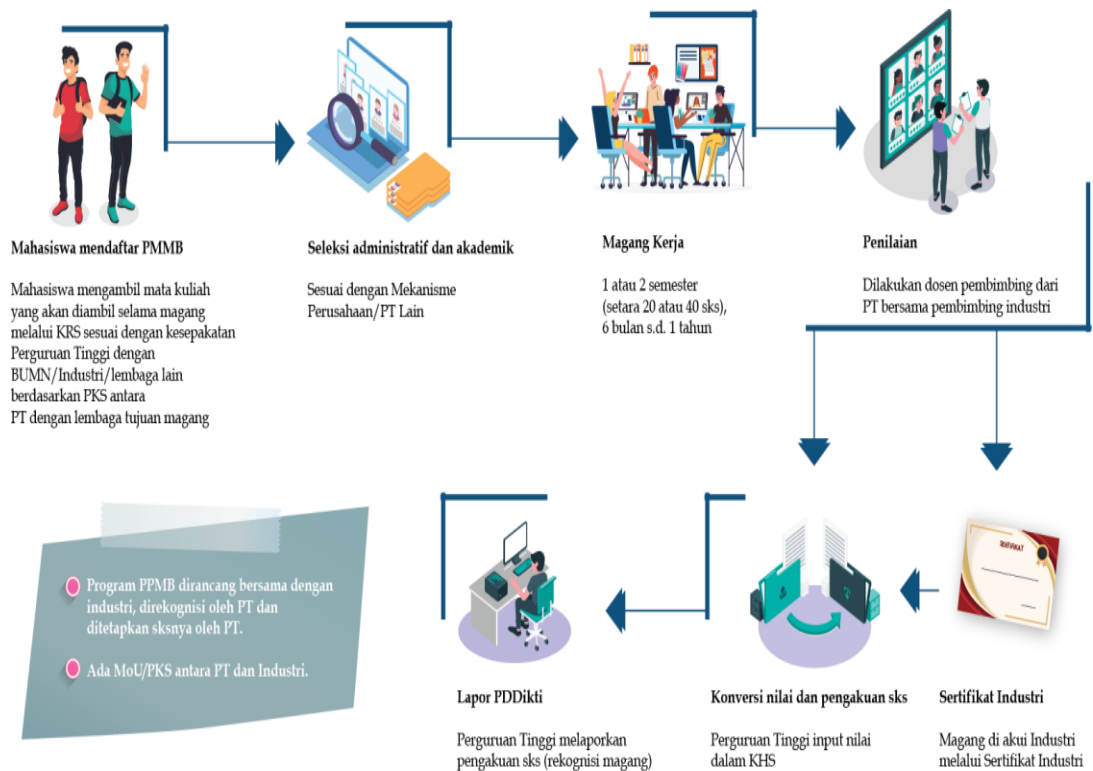 Mahasiswa mendaftar PMMB
Mahasiswa mengambil mata kuliah
yang akan diambil selama magang
melalui KRS sesuai dengan kesepakatan
Perguruan Tinggi dengan
BUMN/Industri/lembaga lain
berdasarkan PKS antara
PT dengan lembaga tujuan magang
Seleksi administratif dan akademik
Sesuai dengan Mekanisme
Perusahaan/PT Lain
Magang Kerja
1 atau 2 semester
(setara 20 atau 40 sks),
6 bulan s.d. 1 tahun
Penilaian
Dilakukan dosen pembimbing dari
PT bersama pembimbing industri
Program PPMB dirancang bersama dengan
industri, direkognisi oleh PT dan
ditetapkan sksnya oleh PT.
Ada MoU/PKS antara PT dan Industri.
Lapor PDDikti
Perguruan Tinggi melaporkan
pengakuan sks (rekognisi magang)
Konversi nilai dan pengakuan sks
Perguruan Tinggi input nilai
dalam KHS
SERTIFIKAT
Sertifikat Industri
Magang di akui Industri
melalui Sertifikat Industri